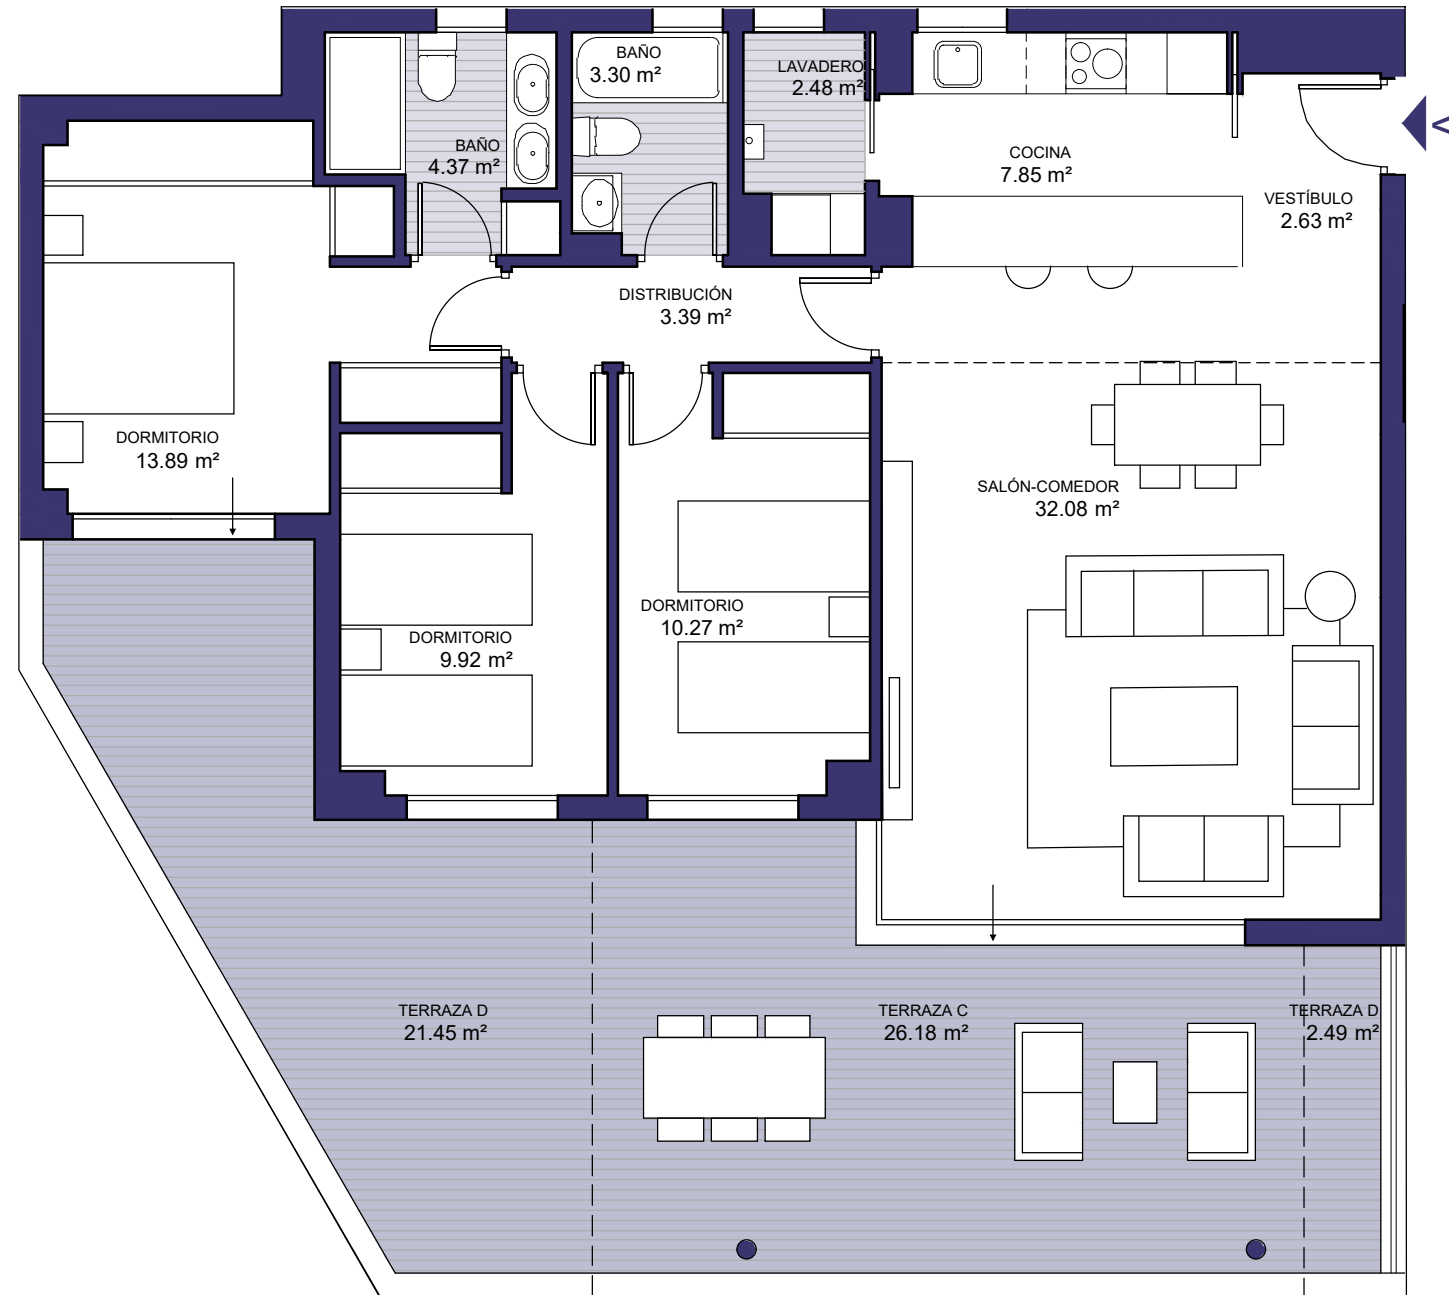 BAÑO
3.30 m²
LAVADERO
2.48 m²
BAÑO
4.37 m²
COCINA
7.85 m²
VESTÍBULO
2.63 m²
DISTRIBUCIÓN
3.39 m²
DORMITORIO
13.89 m²
SALÓN-COMEDOR
32.08 m²
DORMITORIO
10.27 m²
DORMITORIO
9.92 m²
TERRAZA D
21.45 m²
TERRAZA C
26.18 m²
TERRAZA D
2.49 m²